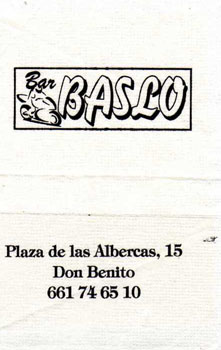 Bar
BASLO
Plaza de las Albercas, 15
Don Benito
661 74 65 10